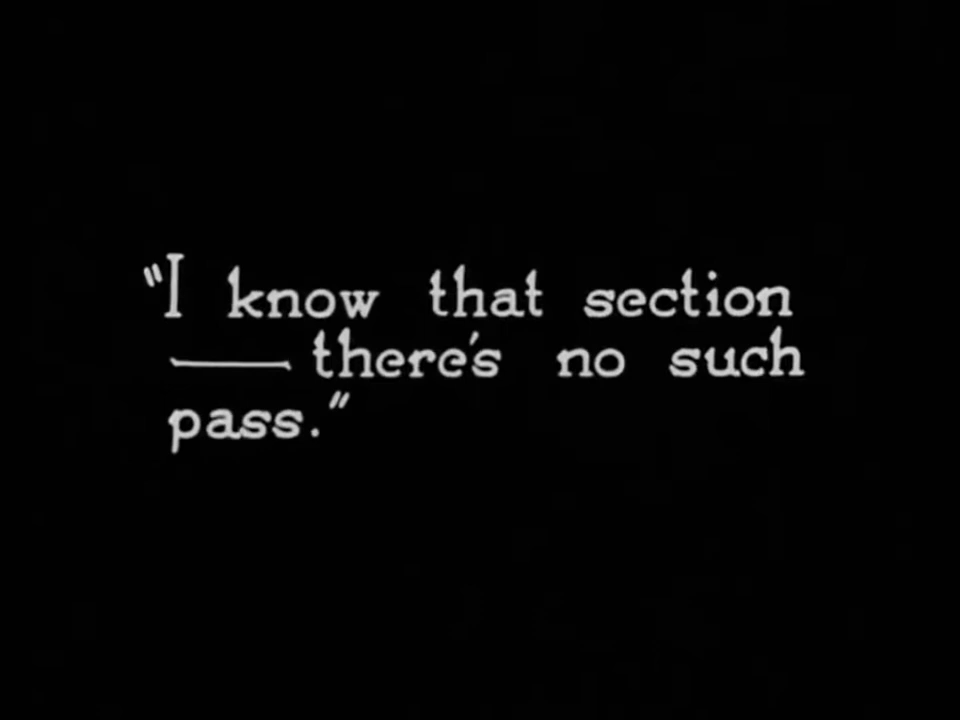 "I know that section
—there's no such
pass."